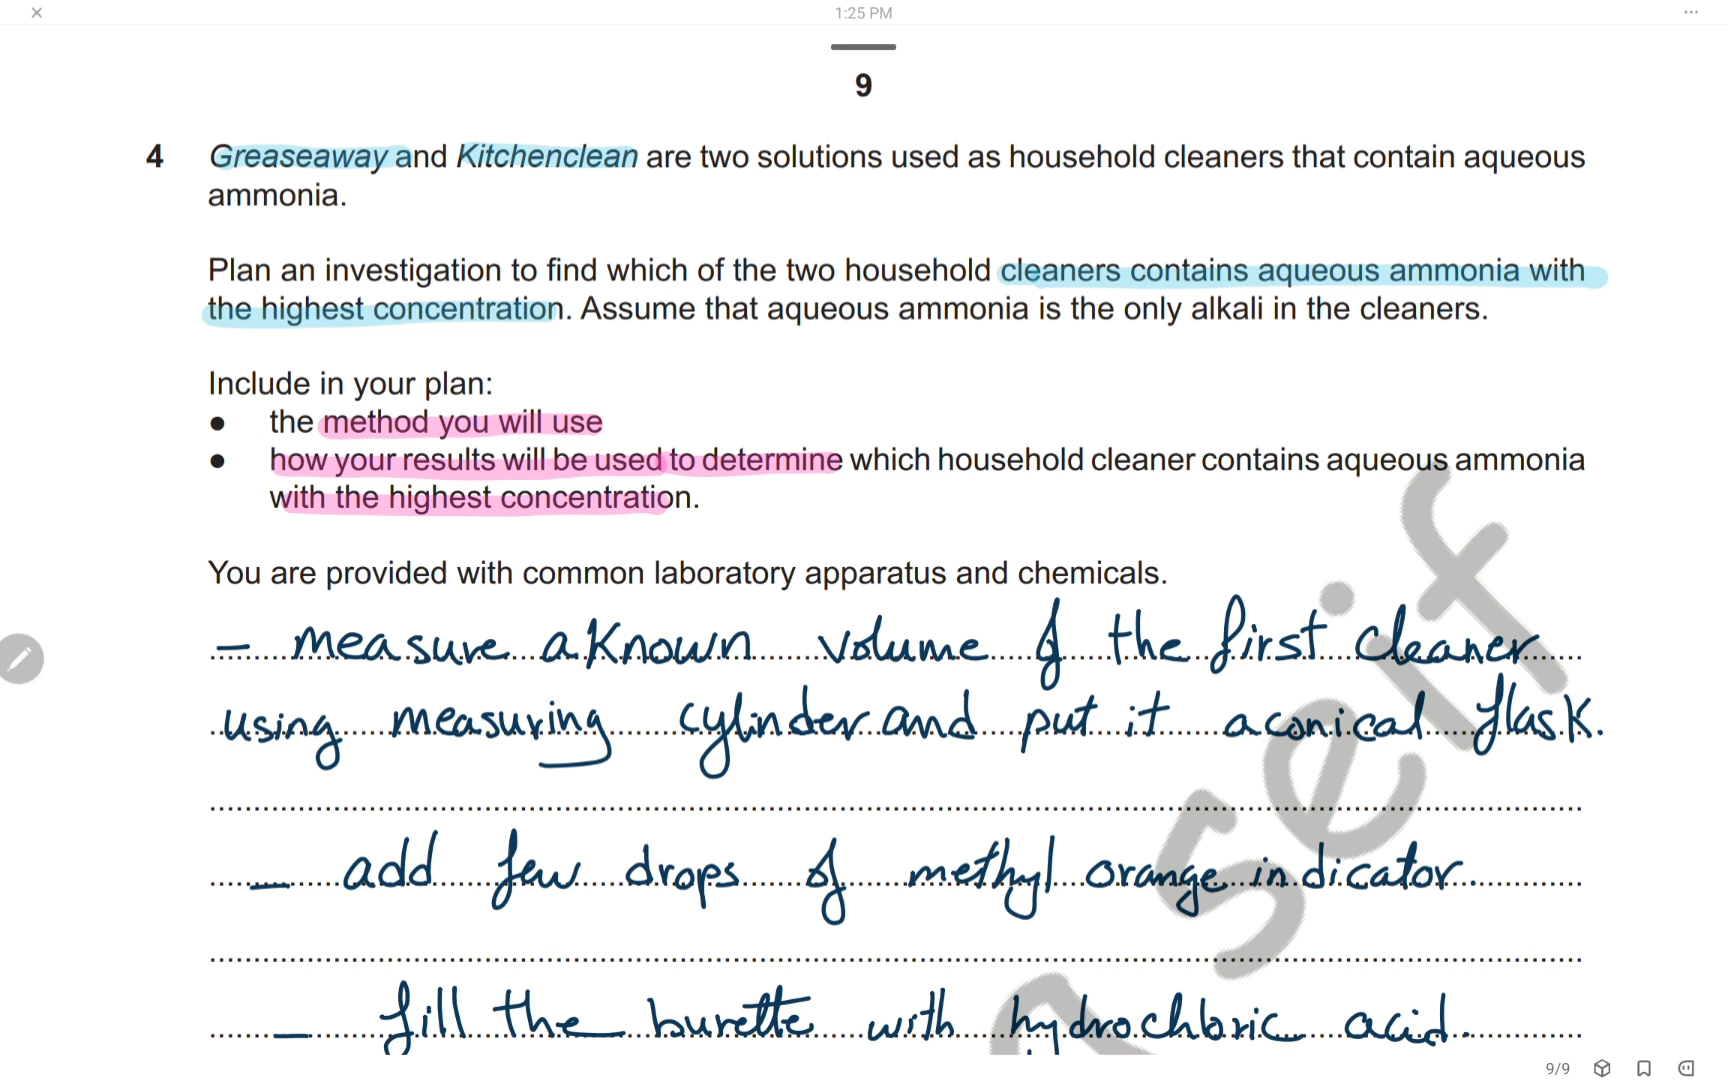 1:25 PM
9
4 Greaseaway and Kitchenclean are two solutions used as household cleaners that contain aqueous
ammonia.
Plan an investigation to find which of the two household cleaners contains aqueous ammonia with
the highest concentration. Assume that aqueous ammonia is the only alkali in the cleaners.
Include in your plan:
● the method you will use
● how your results will be used to determine which household cleaner contains aqueous ammonia
with the highest concentration.
You are provided with common laboratory apparatus and chemicals.
– measure a known volume of the first cleaner
using measuring cylinder and put it a conical flask.
– add few drops of methyl orange indicator.
– fill the burette with hydrochloric acid.
seif
9/9